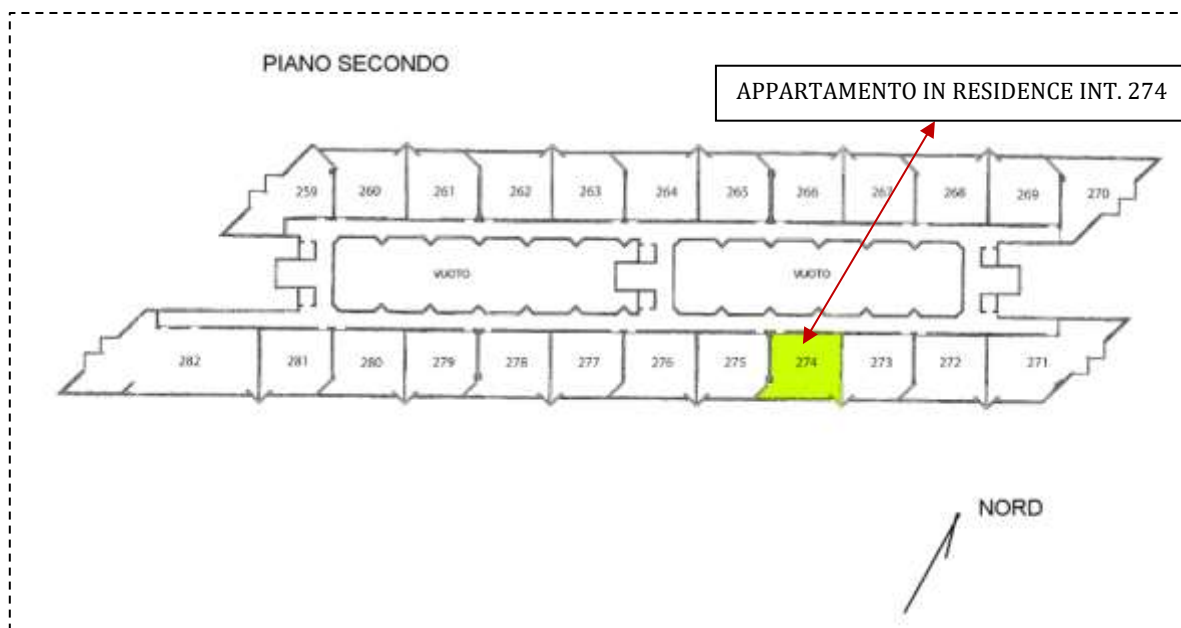 PIANO SECONDO
APPARTAMENTO IN RESIDENCE INT. 274
259 260 261 262 263 264 265 266 267 268 269 270
VUOTO VUOTO
282 281 280 279 278 277 276 275 274 273 272 271
NORD